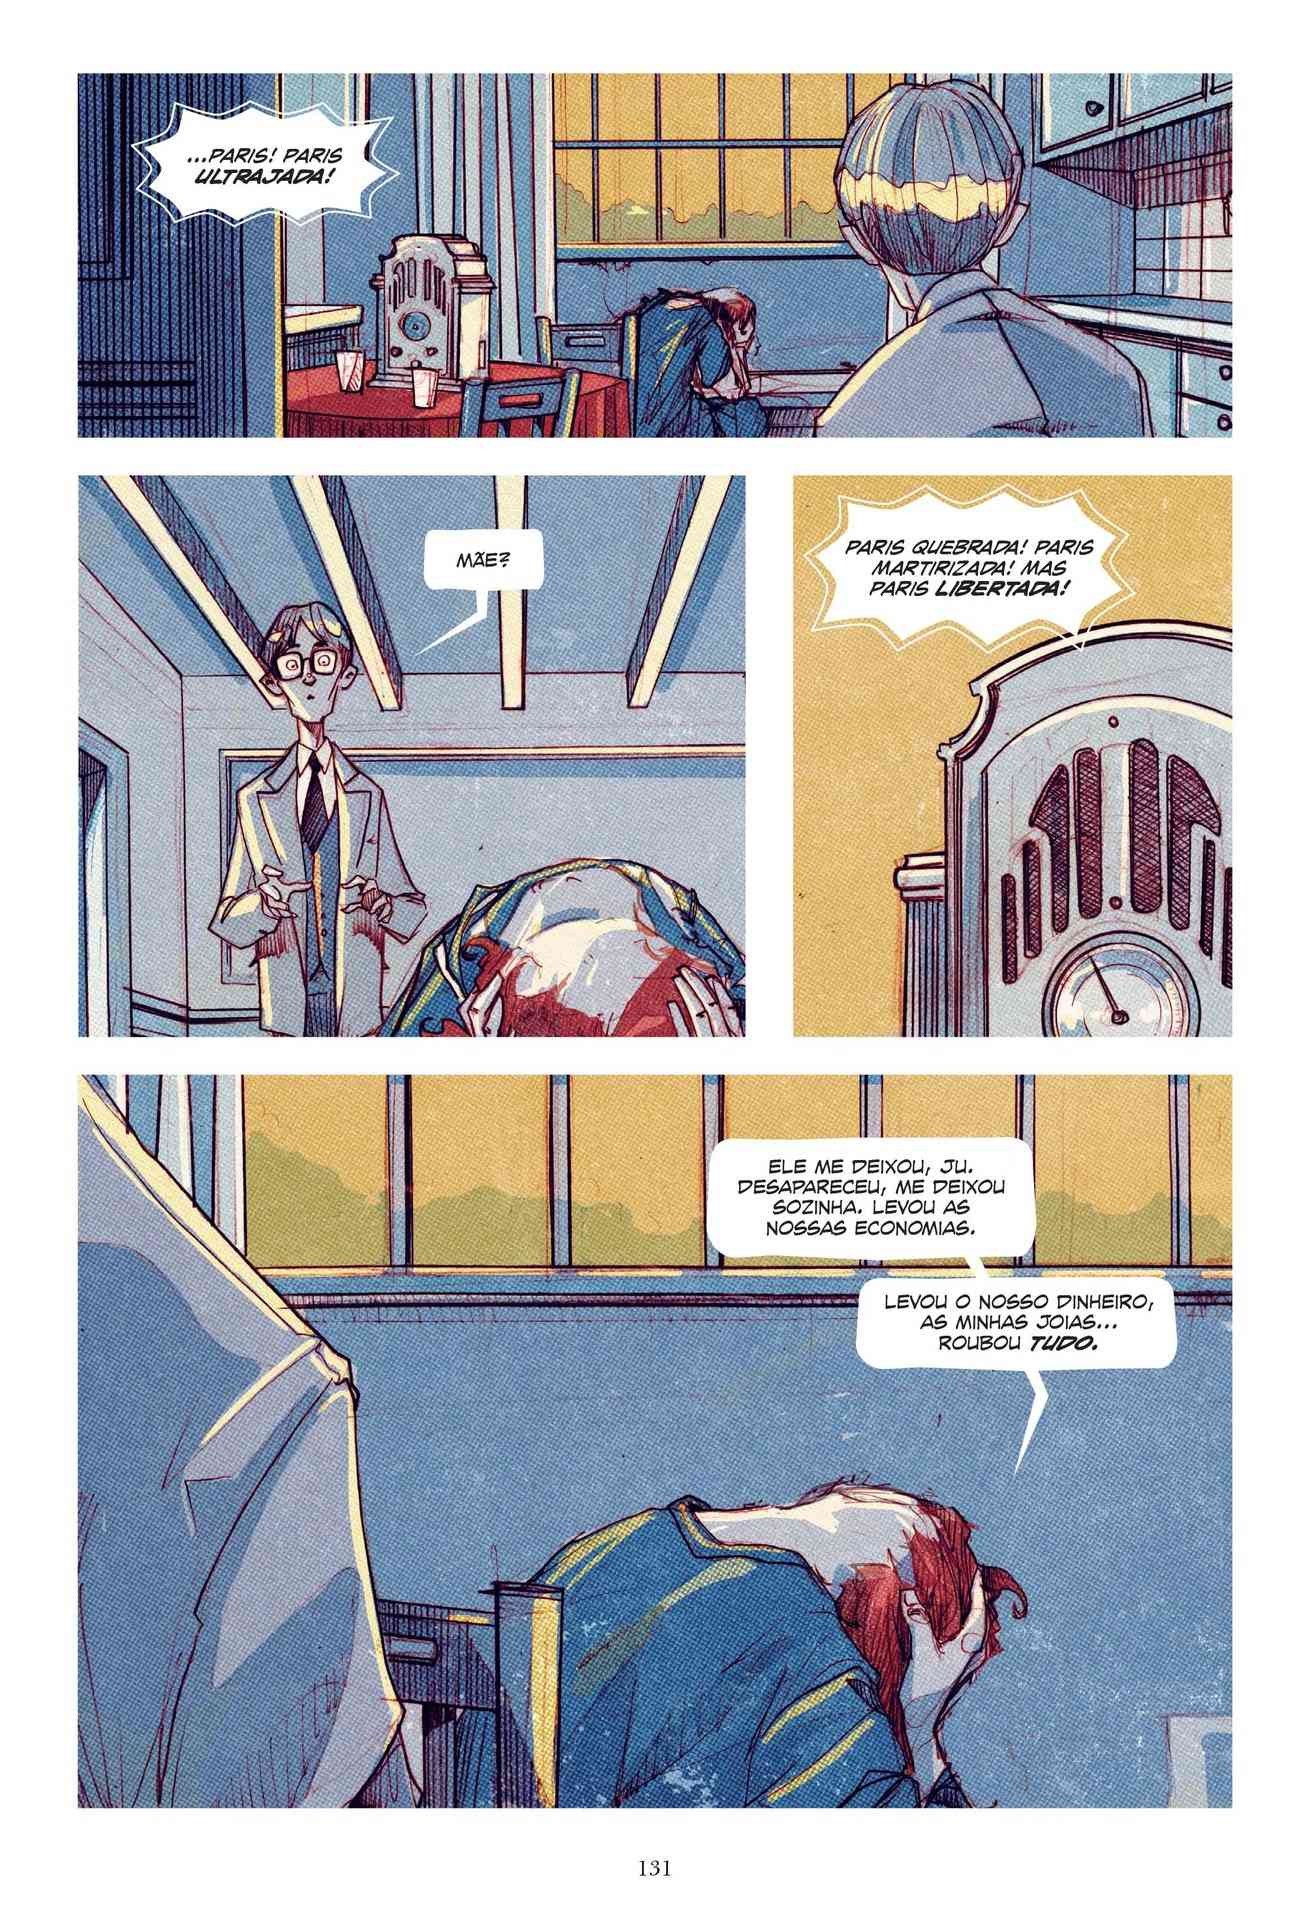 ...PARIS! PARIS
ULTRAJADA!
MÃE?
PARIS QUEBRADA! PARIS
MARTIRIZADA! MAS
PARIS LIBERTADA!
ELE ME DEIXOU, JU.
DESAPARECEU, ME DEIXOU
SOZINHA. LEVOU AS
NOSSAS ECONOMIAS.
LEVOU O NOSSO DINHEIRO,
AS MINHAS JOIAS...
ROUBOU TUDO.
131